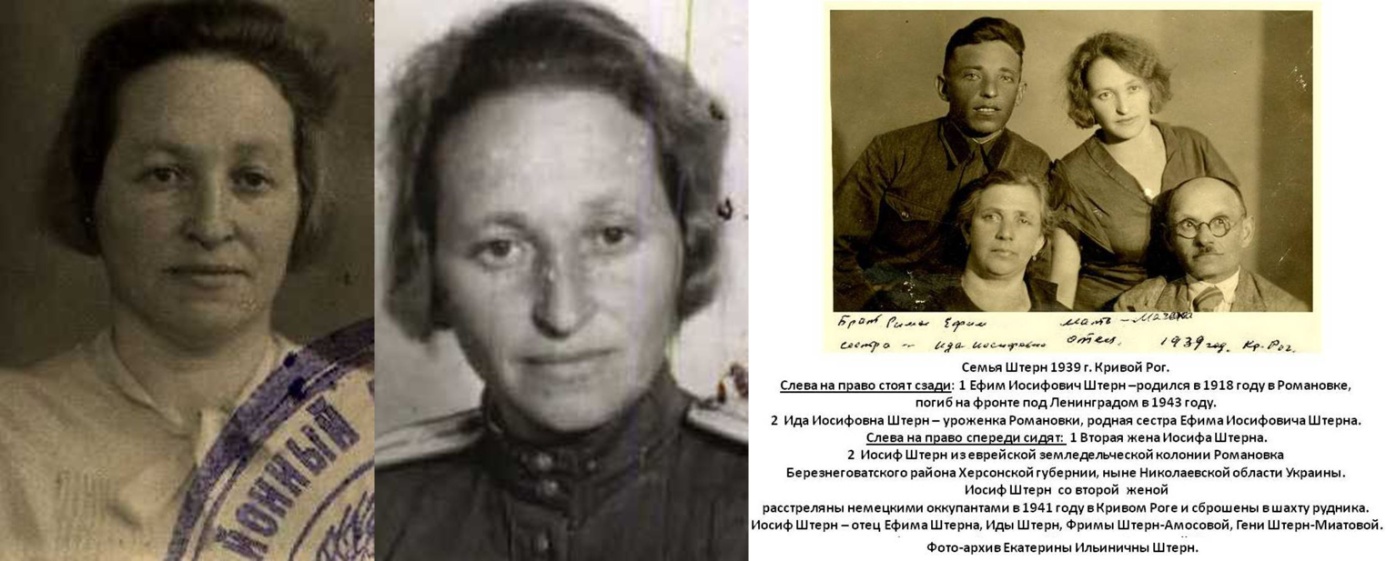 ЙОННЫЙ
Брат Римы Ефим мать – Мачеха
сестра – Ида Иосифовна отец. 1939 год. Кр. Рог.
Семья Штерн 1939 г. Кривой Рог.
Слева на право стоят сзади: 1 Ефим Иосифович Штерн –родился в 1918 году в Романовке,
погиб на фронте под Ленинградом в 1943 году.
2 Ида Иосифовна Штерн – уроженка Романовки, родная сестра Ефима Иосифовича Штерна.
Слева на право спереди сидят: 1 Вторая жена Иосифа Штерна.
2 Иосиф Штерн из еврейской земледельческой колонии Романовка
Березнеговатского района Херсонской губернии, ныне Николаевской области Украины.
Иосиф Штерн со второй женой
расстреляны немецкими оккупантами в 1941 году в Кривом Роге и сброшены в шахту рудника.
Иосиф Штерн – отец Ефима Штерна, Иды Штерн, Фримы Штерн-Амосовой, Гени Штерн-Миатовой.
Фото-архив Екатерины Ильиничны Штерн.